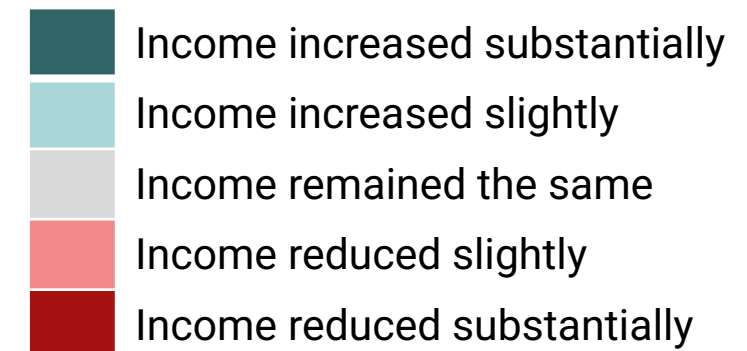 Income increased substantially
Income increased slightly
Income remained the same
Income reduced slightly
Income reduced substantially